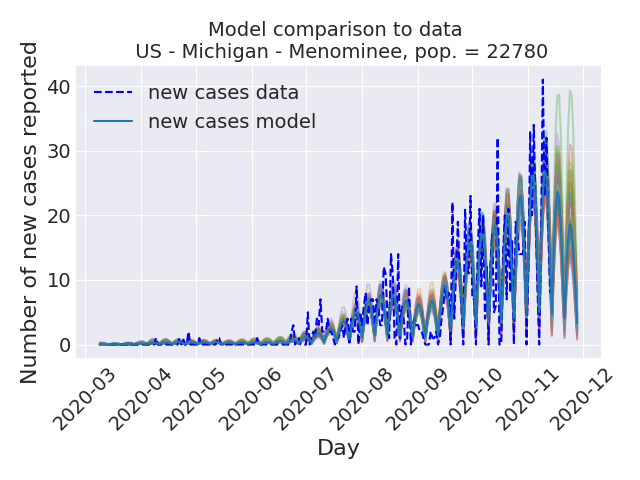 Model comparison to data
US - Michigan - Menominee, pop. = 22780
Number of new cases reported
40
30
20
10
0
new cases data
new cases model
2020-03
2020-04
2020-05
2020-06
2020-07
2020-08
2020-09
2020-10
2020-11
2020-12
Day